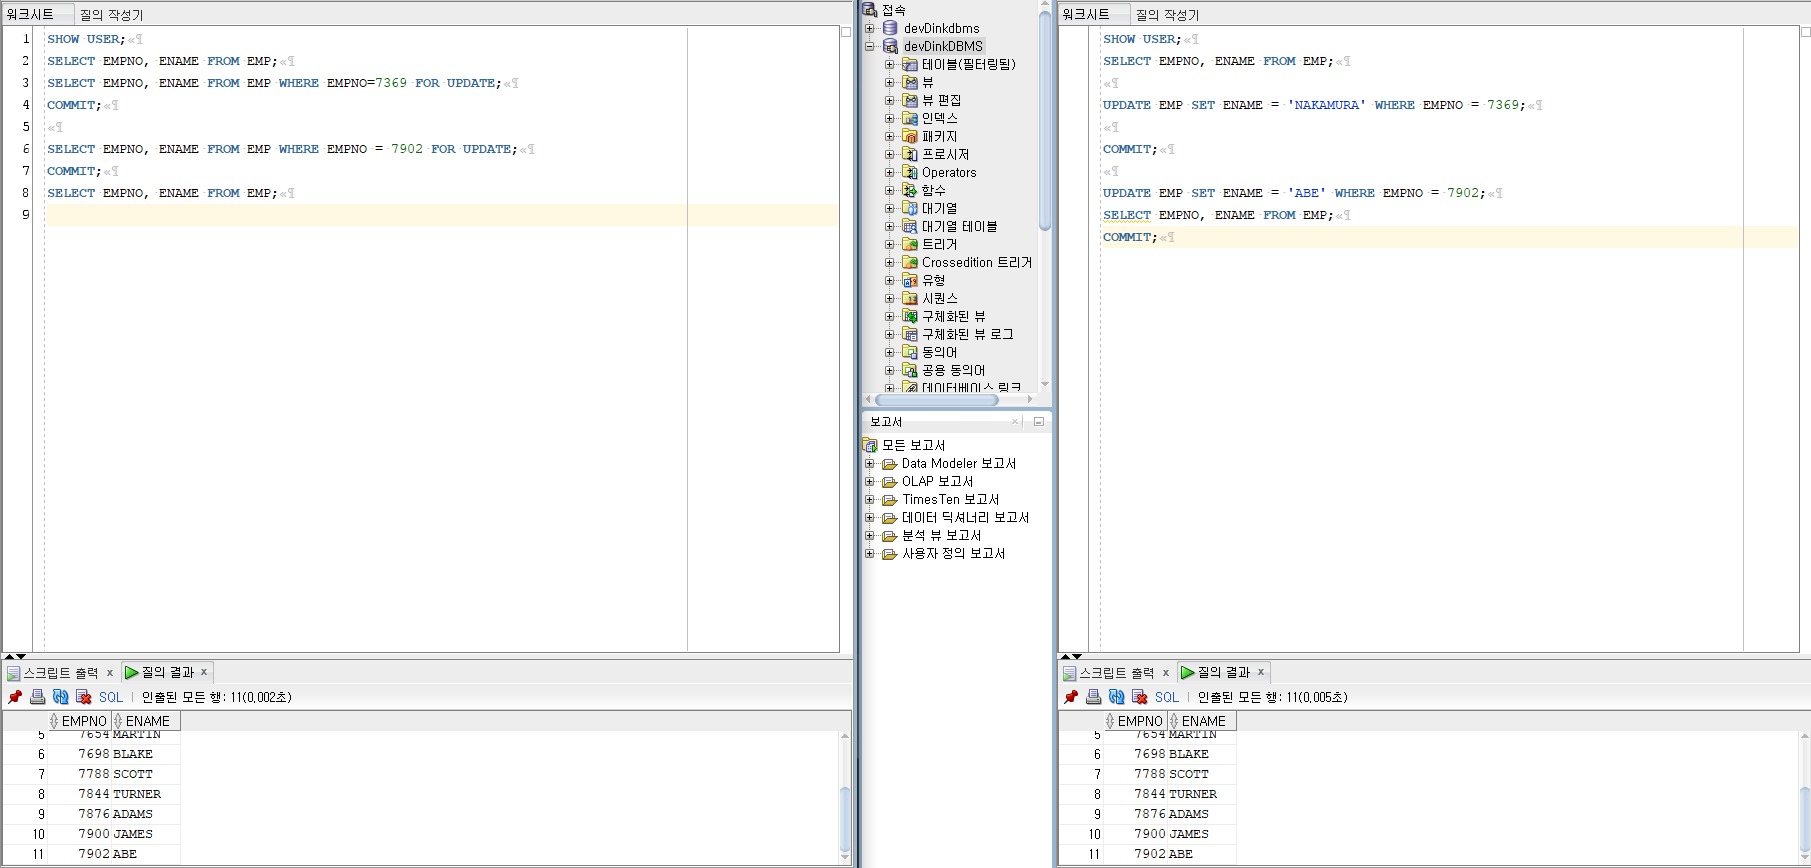 워크시트 질의 작성기
1 SHOW USER;
2 SELECT EMPNO, ENAME FROM EMP;
3 SELECT EMPNO, ENAME FROM EMP WHERE EMPNO=7369 FOR UPDATE;
4 COMMIT;
5
6 SELECT EMPNO, ENAME FROM EMP WHERE EMPNO = 7902 FOR UPDATE;
7 COMMIT;
8 SELECT EMPNO, ENAME FROM EMP;
9
스크립트 출력 x 질의 결과 x
SQL | 인출된 모든 행: 11(0,002초)
EMPNO ENAME
5 7654 MARTIN
6 7698 BLAKE
7 7788 SCOTT
8 7844 TURNER
9 7876 ADAMS
10 7900 JAMES
11 7902 ABE
접속
devDinkdbms
devDinkDBMS
테이블(필터링됨)
뷰
뷰 편집
인덱스
패키지
프로시저
Operators
함수
대기열
대기열 테이블
트리거
Crossedition 트리거
유형
시퀀스
구체화된 뷰
구체화된 뷰 로그
동의어
공용 동의어
데이터베이스 링크
보고서
모든 보고서
Data Modeler 보고서
OLAP 보고서
TimesTen 보고서
데이터 딕셔너리 보고서
분석 뷰 보고서
사용자 정의 보고서
워크시트 질의 작성기
SHOW USER;
SELECT EMPNO, ENAME FROM EMP;
UPDATE EMP SET ENAME = 'NAKAMURA' WHERE EMPNO = 7369;
COMMIT;
UPDATE EMP SET ENAME = 'ABE' WHERE EMPNO = 7902;
SELECT EMPNO, ENAME FROM EMP;
COMMIT;
스크립트 출력 x 질의 결과 x
SQL | 인출된 모든 행: 11(0,005초)
EMPNO ENAME
5 7654 MARTIN
6 7698 BLAKE
7 7788 SCOTT
8 7844 TURNER
9 7876 ADAMS
10 7900 JAMES
11 7902 ABE